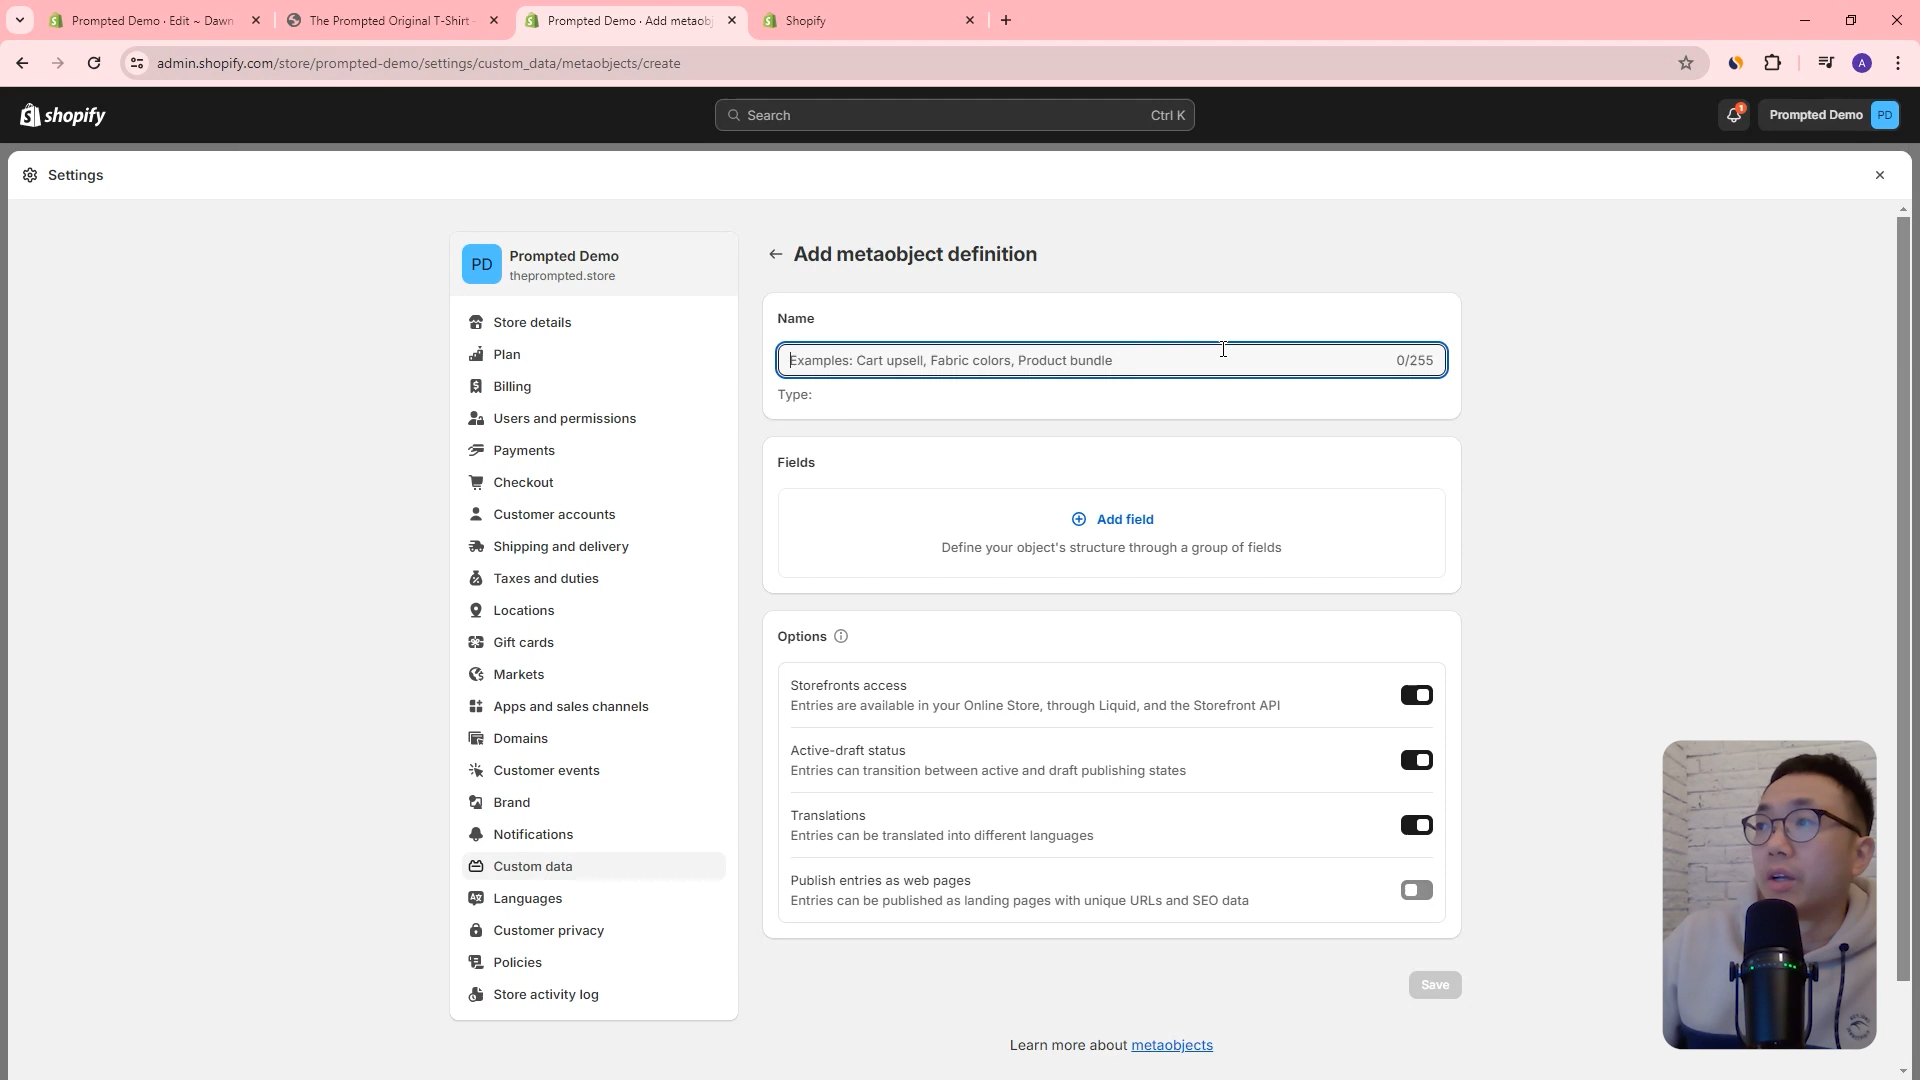 Prompted Demo · Edit ~ Dawn
The Prompted Original T-Shirt
Prompted Demo · Add metaobj
Shopify
admin.shopify.com/store/prompted-demo/settings/custom_data/metaobjects/create
A
shopify
Search
Ctrl K
1
Prompted Demo
PD
Settings
PD
Prompted Demo
theprompted.store
Store details
Plan
Billing
Users and permissions
Payments
Checkout
Customer accounts
Shipping and delivery
Taxes and duties
Locations
Gift cards
Markets
Apps and sales channels
Domains
Customer events
Brand
Notifications
Custom data
Languages
Customer privacy
Policies
Store activity log
Add metaobject definition
Name
Examples: Cart upsell, Fabric colors, Product bundle
0/255
Type:
Fields
Add field
Define your object's structure through a group of fields
Options
Storefronts access
Entries are available in your Online Store, through Liquid, and the Storefront API
Active-draft status
Entries can transition between active and draft publishing states
Translations
Entries can be translated into different languages
Publish entries as web pages
Entries can be published as landing pages with unique URLs and SEO data
Save
Learn more about metaobjects